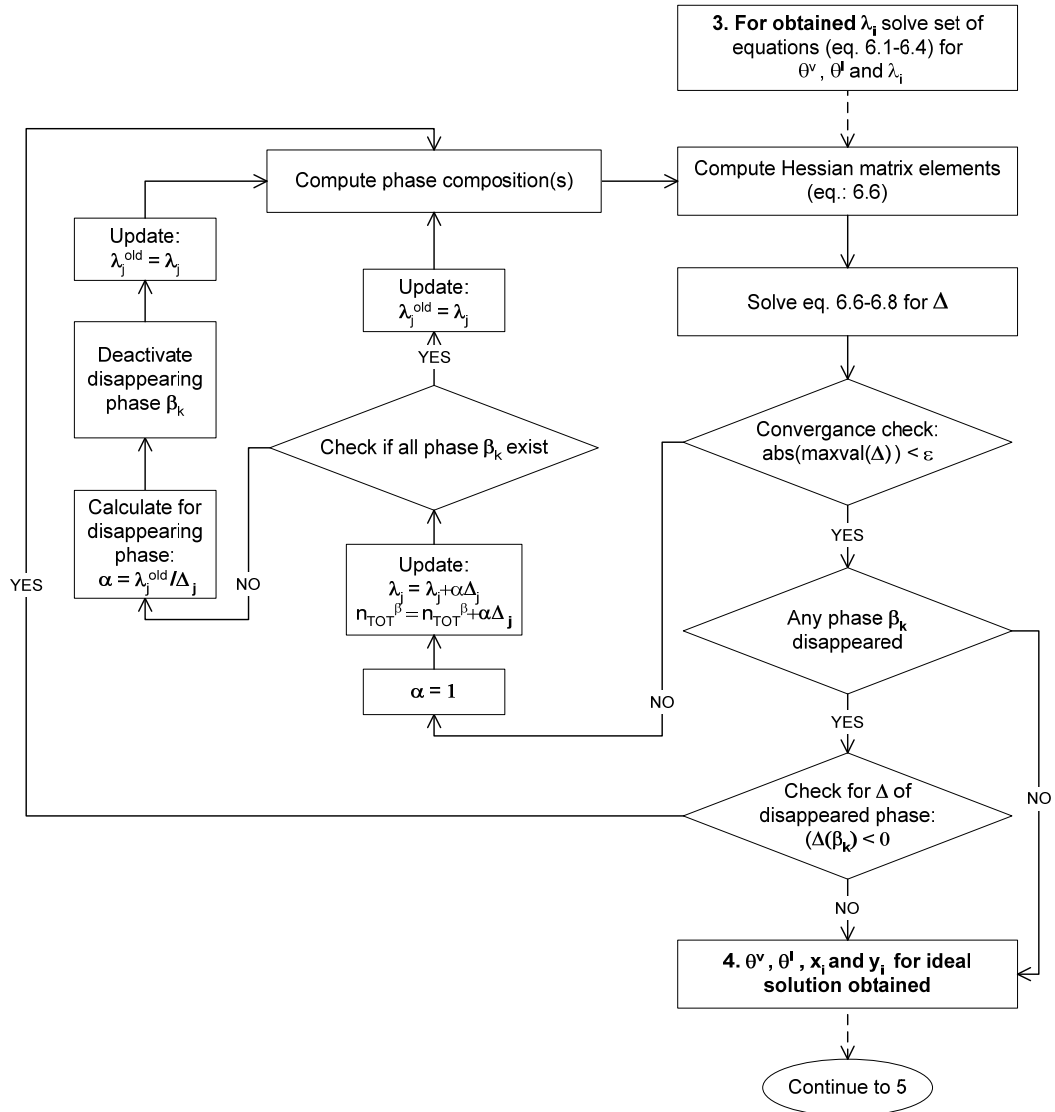 3. For obtained λᵢ solve set of
equations (eq. 6.1-6.4) for
θᵛ, θˡ and λᵢ
Compute phase composition(s)
Compute Hessian matrix elements
(eq.: 6.6)
Update:
λⱼᵒˡᵈ = λⱼ
Update:
λⱼᵒˡᵈ = λⱼ
Solve eq. 6.6-6.8 for Δ
Deactivate
disappearing
phase βₖ
YES
Check if all phase βₖ exist
Convergance check:
abs(maxval(Δ)) < ε
Calculate for
disappearing
phase:
α = λⱼᵒˡᵈ/Δⱼ
NO
YES
YES
Update:
λⱼ = λⱼ+αΔⱼ
n_TOT^β = n_TOT^β+αΔⱼ
Any phase βₖ
disappeared
α = 1
NO
YES
NO
Check for Δ of
disappeared phase:
(Δ(βₖ) < 0
NO
4. θᵛ, θˡ, xᵢ and yᵢ for ideal
solution obtained
Continue to 5